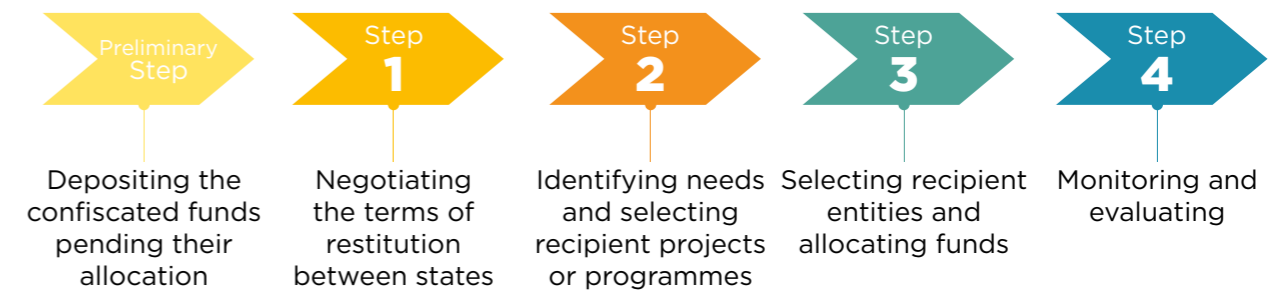 Preliminary
Step
Depositing the
confiscated funds
pending their
allocation
Step
1
Negotiating
the terms of
restitution
between states
Step
2
Identifying needs
and selecting
recipient projects
or programmes
Step
3
Selecting recipient
entities and
allocating funds
Step
4
Monitoring and
evaluating